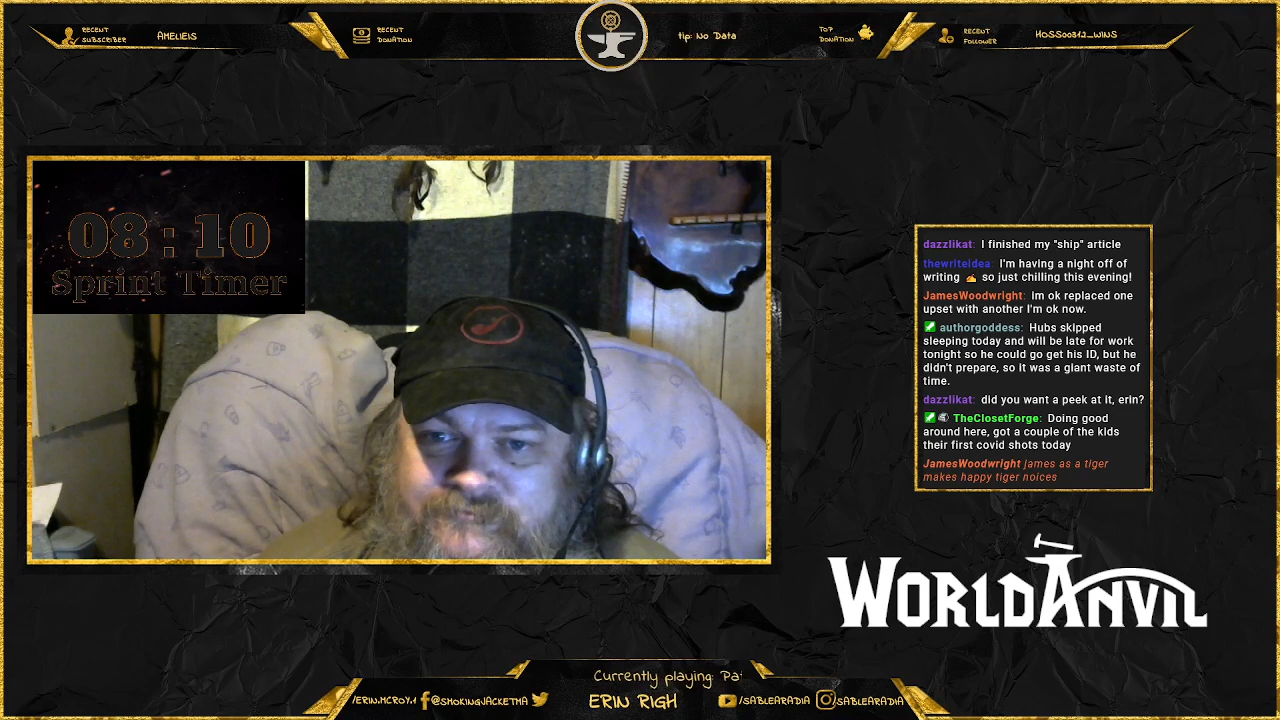 RECENT
SUBSCRIBER
AMELIEIS
RECENT
DONATION
tip: No Data
TOP
DONATION
RECENT
FOLLOWER
HOSS00312_WINS
08:10
Sprint Timer
dazzlikat: I finished my "ship" article
thewriteidea: I'm having a night off of
writing ✍ so just chilling this evening!
JamesWoodwright: Im ok replaced one
upset with another I'm ok now.
authorgoddess: Hubs skipped
sleeping today and will be late for work
tonight so he could go get his ID, but he
didn't prepare, so it was a giant waste of
time.
dazzlikat: did you want a peek at it, erin?
TheClosetForge: Doing good
around here, got a couple of the kids
their first covid shots today
JamesWoodwright james as a tiger
makes happy tiger noices
WORLDANVIL
Currently playing: Pa
/ERIN.MCROY.1 @SMOKINGJACKETMA ERIN RIGH /SABLEARADIA /SABLEARADIA